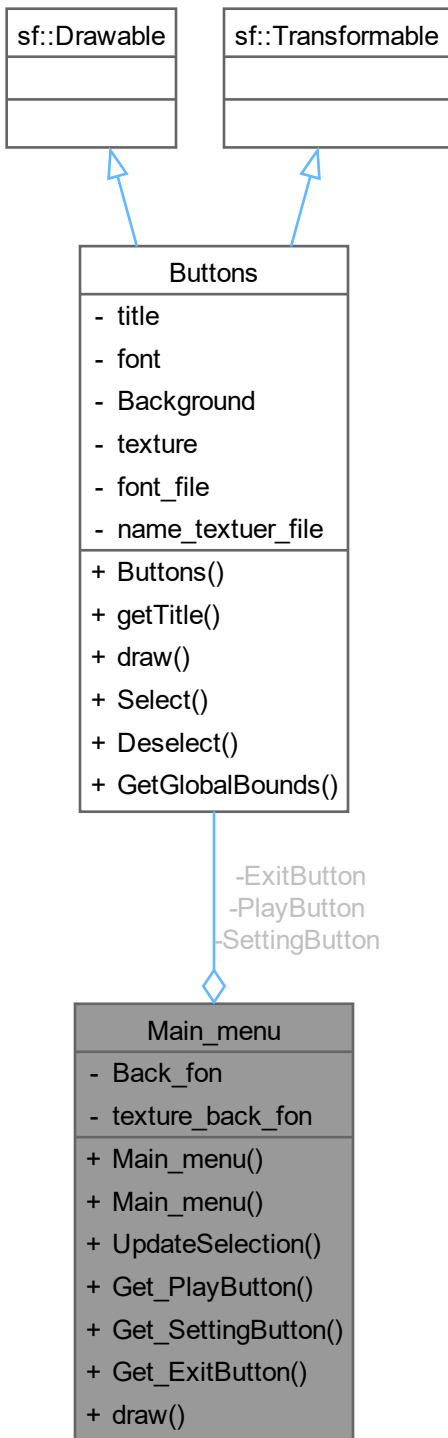 sf::Drawable
sf::Transformable
Buttons
- title
- font
- Background
- texture
- font_file
- name_textuer_file
+ Buttons()
+ getTitle()
+ draw()
+ Select()
+ Deselect()
+ GetGlobalBounds()
-ExitButton
-PlayButton
-SettingButton
Main_menu
- Back_fon
- texture_back_fon
+ Main_menu()
+ Main_menu()
+ UpdateSelection()
+ Get_PlayButton()
+ Get_SettingButton()
+ Get_ExitButton()
+ draw()